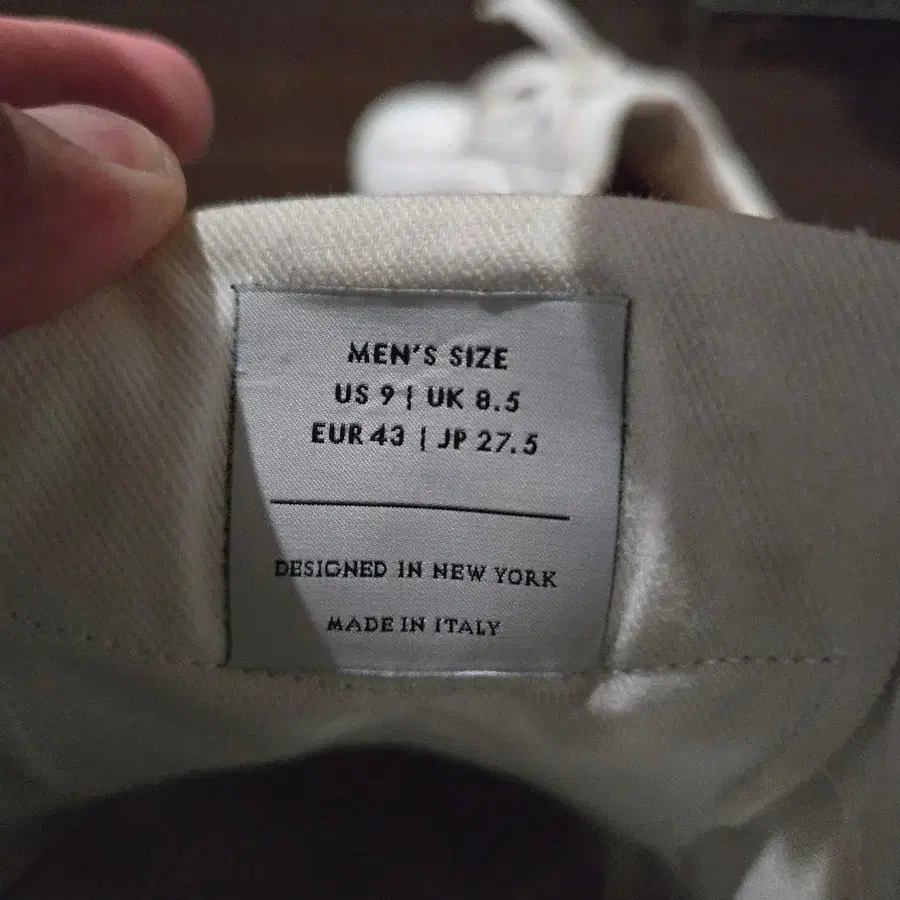 MEN'S SIZE
US 9 | UK 8.5
EUR 43 | JP 27.5
DESIGNED IN NEW YORK
MADE IN ITALY